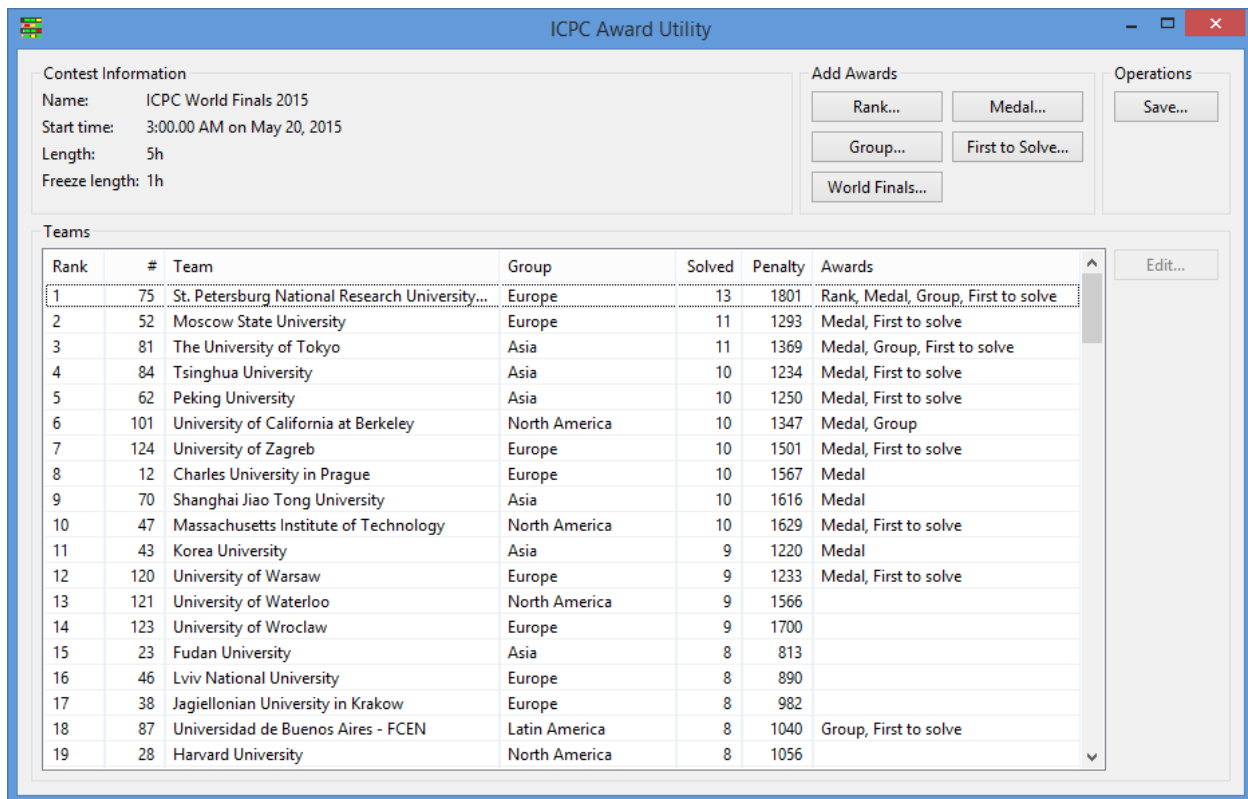 ICPC Award Utility
Contest Information
Name: ICPC World Finals 2015
Start time: 3:00.00 AM on May 20, 2015
Length: 5h
Freeze length: 1h
Add Awards
Rank... Medal...
Group... First to Solve...
World Finals...
Operations
Save...
Teams
Rank # Team Group Solved Penalty Awards
1 75 St. Petersburg National Research University... Europe 13 1801 Rank, Medal, Group, First to solve
2 52 Moscow State University Europe 11 1293 Medal, First to solve
3 81 The University of Tokyo Asia 11 1369 Medal, Group, First to solve
4 84 Tsinghua University Asia 10 1234 Medal, First to solve
5 62 Peking University Asia 10 1250 Medal, First to solve
6 101 University of California at Berkeley North America 10 1347 Medal, Group
7 124 University of Zagreb Europe 10 1501 Medal, First to solve
8 12 Charles University in Prague Europe 10 1567 Medal
9 70 Shanghai Jiao Tong University Asia 10 1616 Medal
10 47 Massachusetts Institute of Technology North America 10 1629 Medal, First to solve
11 43 Korea University Asia 9 1220 Medal
12 120 University of Warsaw Europe 9 1233 Medal, First to solve
13 121 University of Waterloo North America 9 1566
14 123 University of Wroclaw Europe 9 1700
15 23 Fudan University Asia 8 813
16 46 Lviv National University Europe 8 890
17 38 Jagiellonian University in Krakow Europe 8 982
18 87 Universidad de Buenos Aires - FCEN Latin America 8 1040 Group, First to solve
19 28 Harvard University North America 8 1056
Edit...